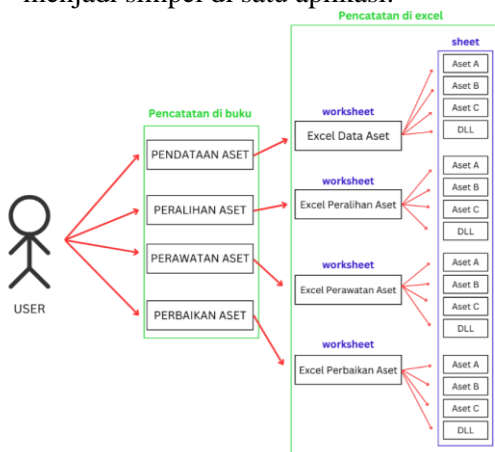 menjadi simpel di satu aplikasi.
Pencatatan di excel
sheet
Pencatatan di buku
worksheet
Excel Data Aset
Aset A
Aset B
Aset C
DLL
PENDATAAN ASET
worksheet
Excel Peralihan Aset
Aset A
Aset B
Aset C
DLL
PERALIHAN ASET
USER
PERAWATAN ASET
worksheet
Excel Perawatan Aset
Aset A
Aset B
Aset C
DLL
PERBAIKAN ASET
worksheet
Excel Perbaikan Aset
Aset A
Aset B
Aset C
DLL